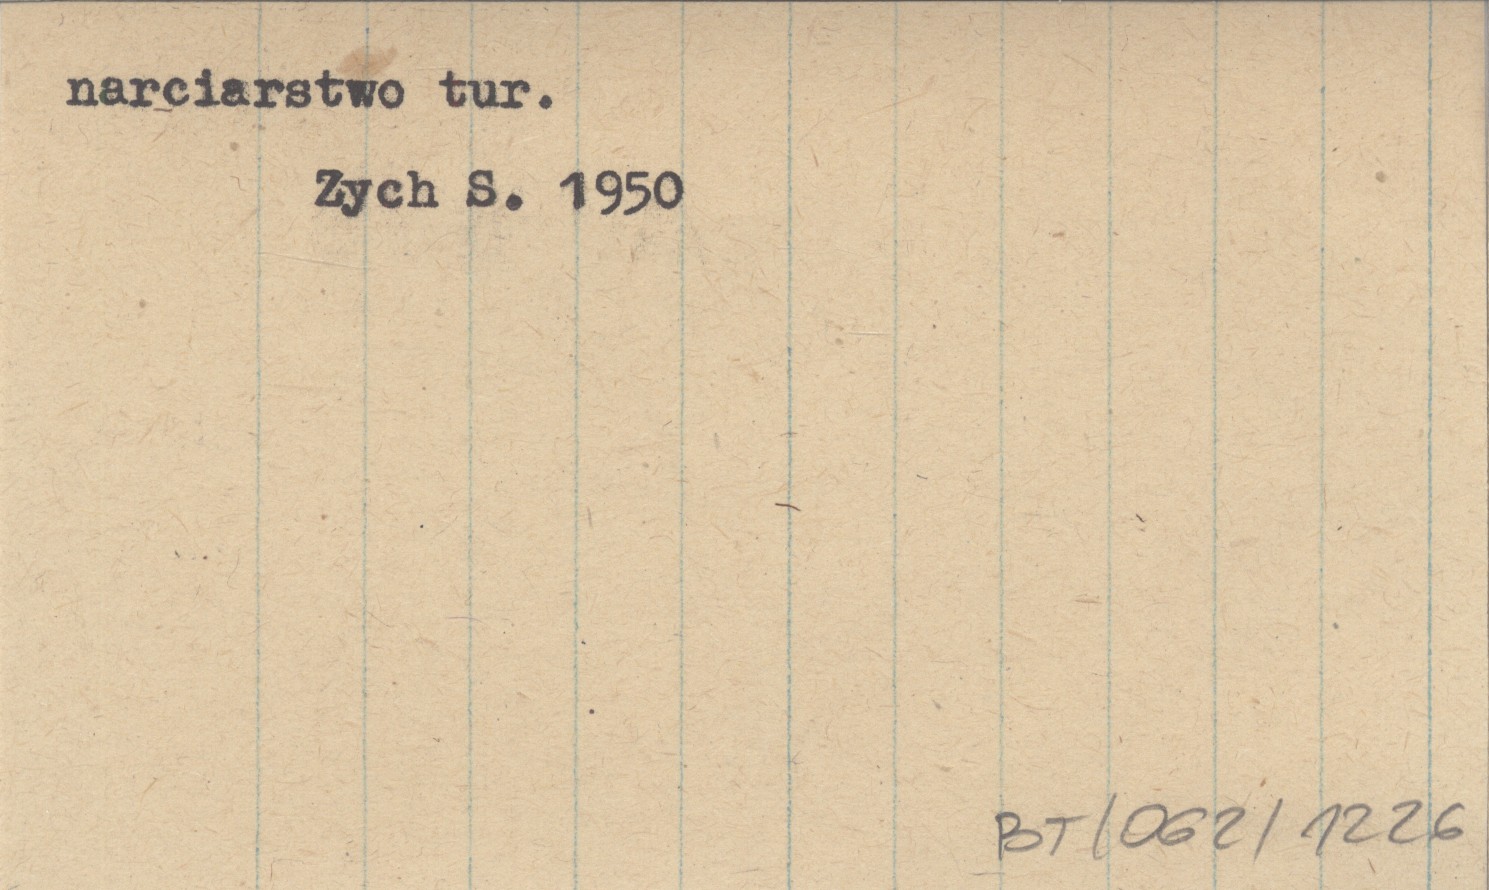 narciarstwo tur.
Zych S. 1950
BT/062/1226